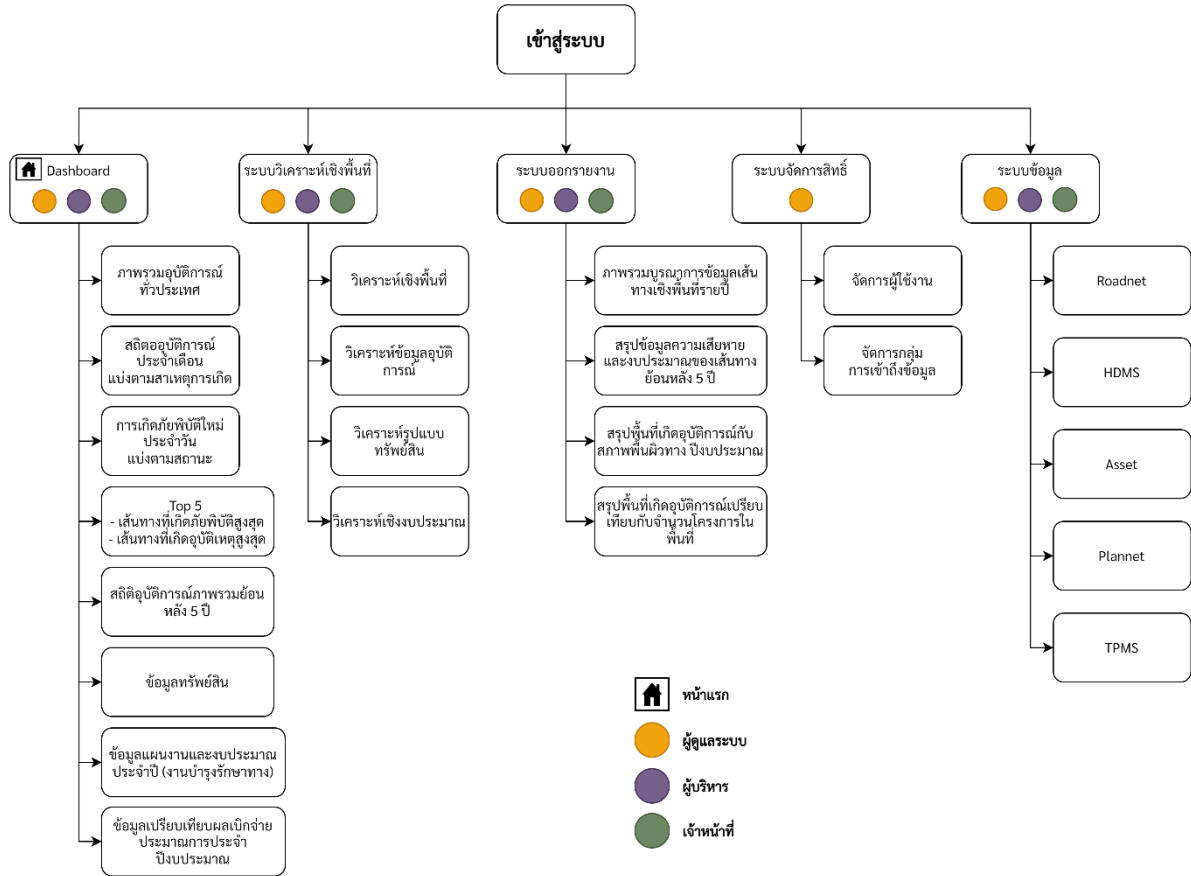 เข้าสู่ระบบ
Dashboard
ภาพรวมอุบัติการณ์
ทั่วประเทศ
สถิตออุบัติการณ์
ประจำเดือน
แบ่งตามสาเหตุการเกิด
การเกิดภัยพิบัติใหม่
ประจำวัน
แบ่งตามสถานะ
Top 5
- เส้นทางที่เกิดภัยพิบัติสูงสุด
- เส้นทางที่เกิดอุบัติเหตุสูงสุด
สถิติอุบัติการณ์ภาพรวมย้อน
หลัง 5 ปี
ข้อมูลทรัพย์สิน
ข้อมูลแผนงานและงบประมาณ
ประจำปี (งานบำรุงรักษาทาง)
ข้อมูลเปรียบเทียบผลเบิกจ่าย
ประมาณการประจำ
ปีงบประมาณ
ระบบวิเคราะห์เชิงพื้นที่
วิเคราะห์เชิงพื้นที่
วิเคราะห์ข้อมูลอุบัติ
การณ์
วิเคราะห์รูปแบบ
ทรัพย์สิน
วิเคราะห์เชิงงบประมาณ
ระบบออกรายงาน
ภาพรวมบูรณาการข้อมูลเส้น
ทางเชิงพื้นที่รายปี
สรุปข้อมูลความเสียหาย
และงบประมาณของเส้นทาง
ย้อนหลัง 5 ปี
สรุปพื้นที่เกิดอุบัติการณ์กับ
สภาพพื้นผิวทาง ปีงบประมาณ
สรุปพื้นที่เกิดอุบัติการณ์เปรียบ
เทียบกับจำนวนโครงการใน
พื้นที่
ระบบจัดการสิทธิ์
จัดการผู้ใช้งาน
จัดการกลุ่ม
การเข้าถึงข้อมูล
ระบบข้อมูล
Roadnet
HDMS
Asset
Plannet
TPMS
หน้าแรก
ผู้ดูแลระบบ
ผู้บริหาร
เจ้าหน้าที่